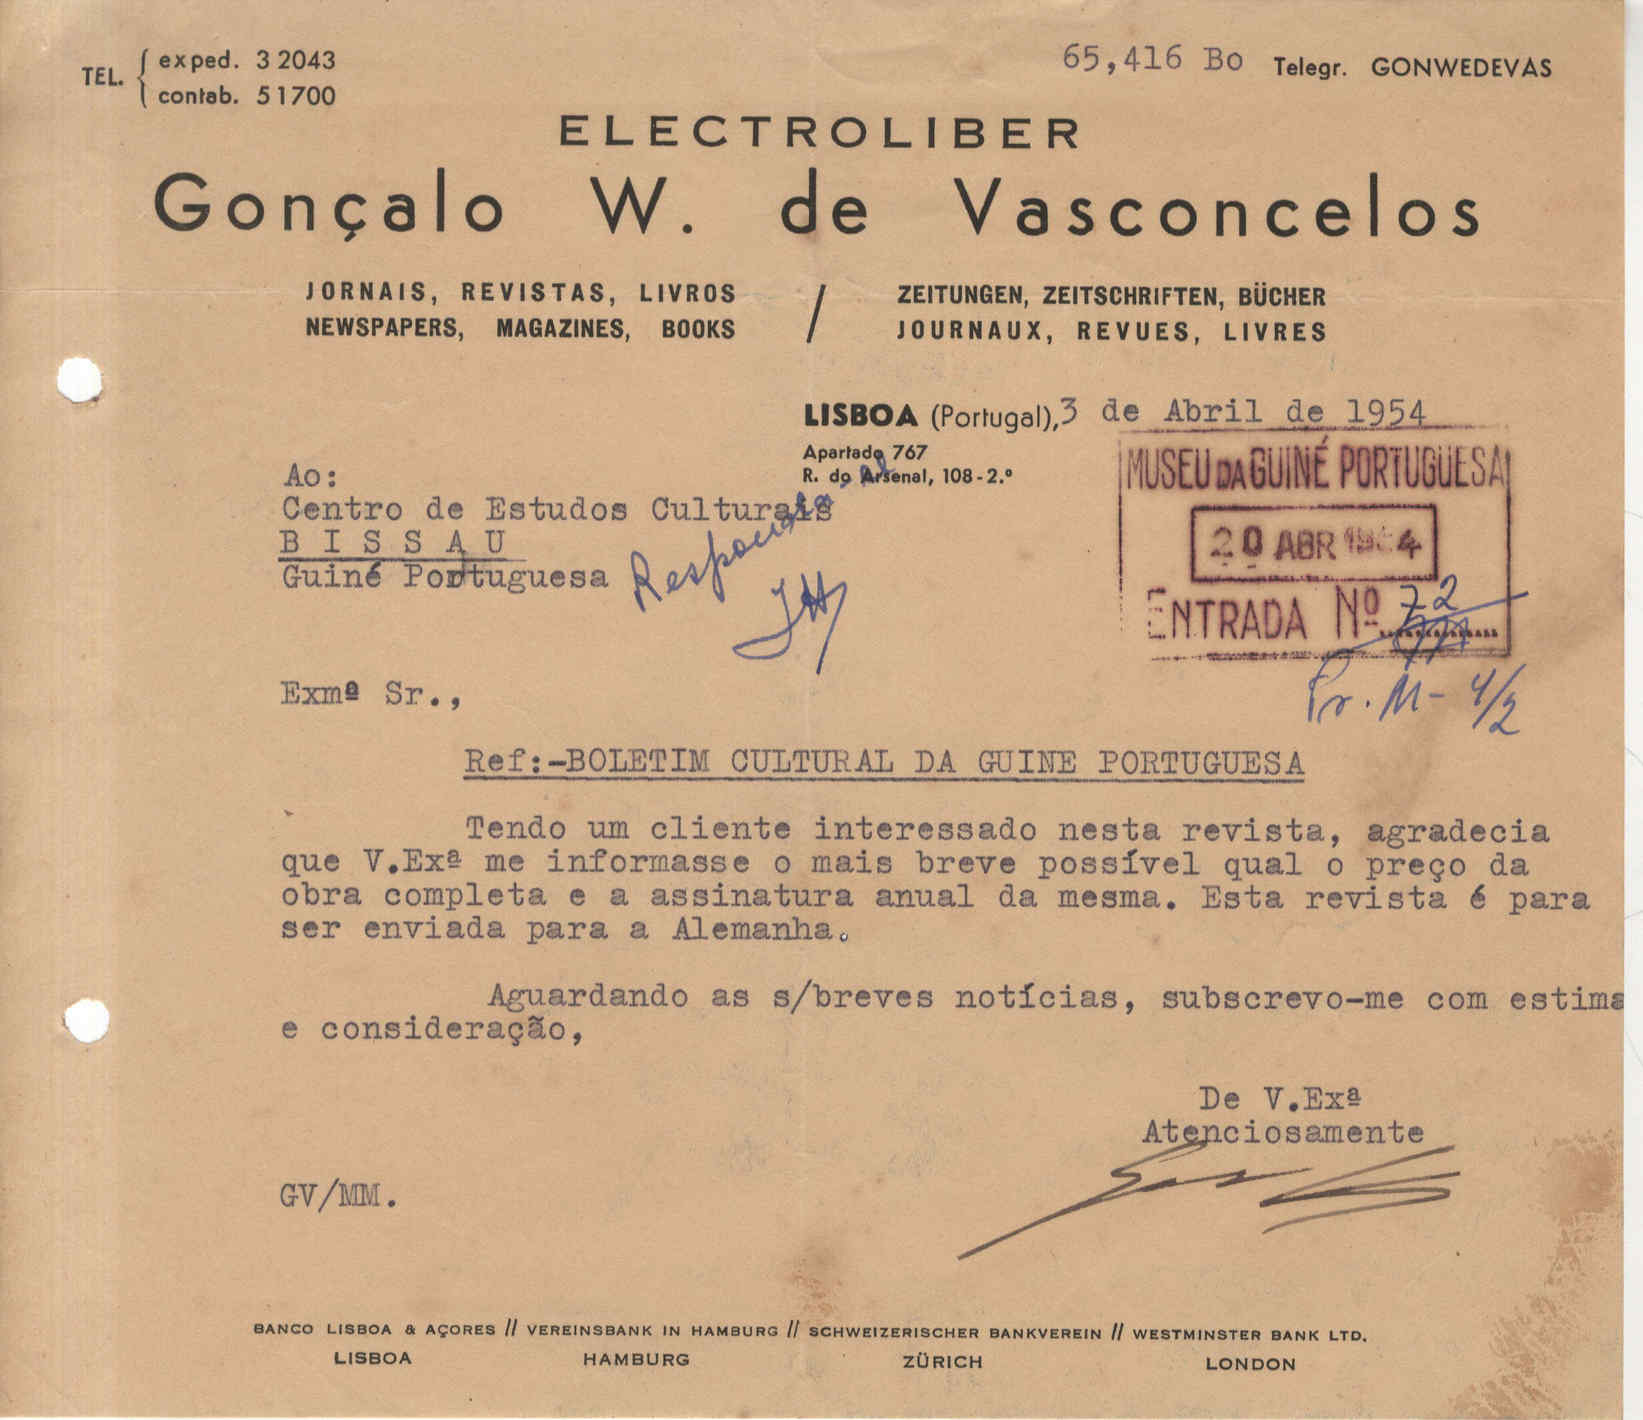 TEL. { exped. 3 2043
contab. 51700
65,416 Bo Telegr. GONWEDEVAS
ELECTROLIBER
Gonçalo W. de Vasconcelos
JORNAIS, REVISTAS, LIVROS / ZEITUNGEN, ZEITSCHRIFTEN, BÜCHER
NEWSPAPERS, MAGAZINES, BOOKS / JOURNAUX, REVUES, LIVRES
LISBOA (Portugal), 3 de Abril de 1954
Apartado 767
R. do Arsenal, 108-2.º
MUSEU DA GUINÉ PORTUGUESA
20 ABR 1954
ENTRADA Nº 72
Pr. M - 4/2
Ao:
Centro de Estudos Culturais
B I S S A U
Guiné Portuguesa
Exmª Sr.,
Ref:-BOLETIM CULTURAL DA GUINE PORTUGUESA
Tendo um cliente interessado nesta revista, agradecia
que V.Exª me informasse o mais breve possível qual o preço da
obra completa e a assinatura anual da mesma. Esta revista é para
ser enviada para a Alemanha.
Aguardando as s/breves notícias, subscrevo-me com estima
e consideração,
De V.Exª
Atenciosamente
GV/MM.
BANCO LISBOA & AÇORES // VEREINSBANK IN HAMBURG // SCHWEIZERISCHER BANKVEREIN // WESTMINSTER BANK LTD.
LISBOA HAMBURG ZÜRICH LONDON